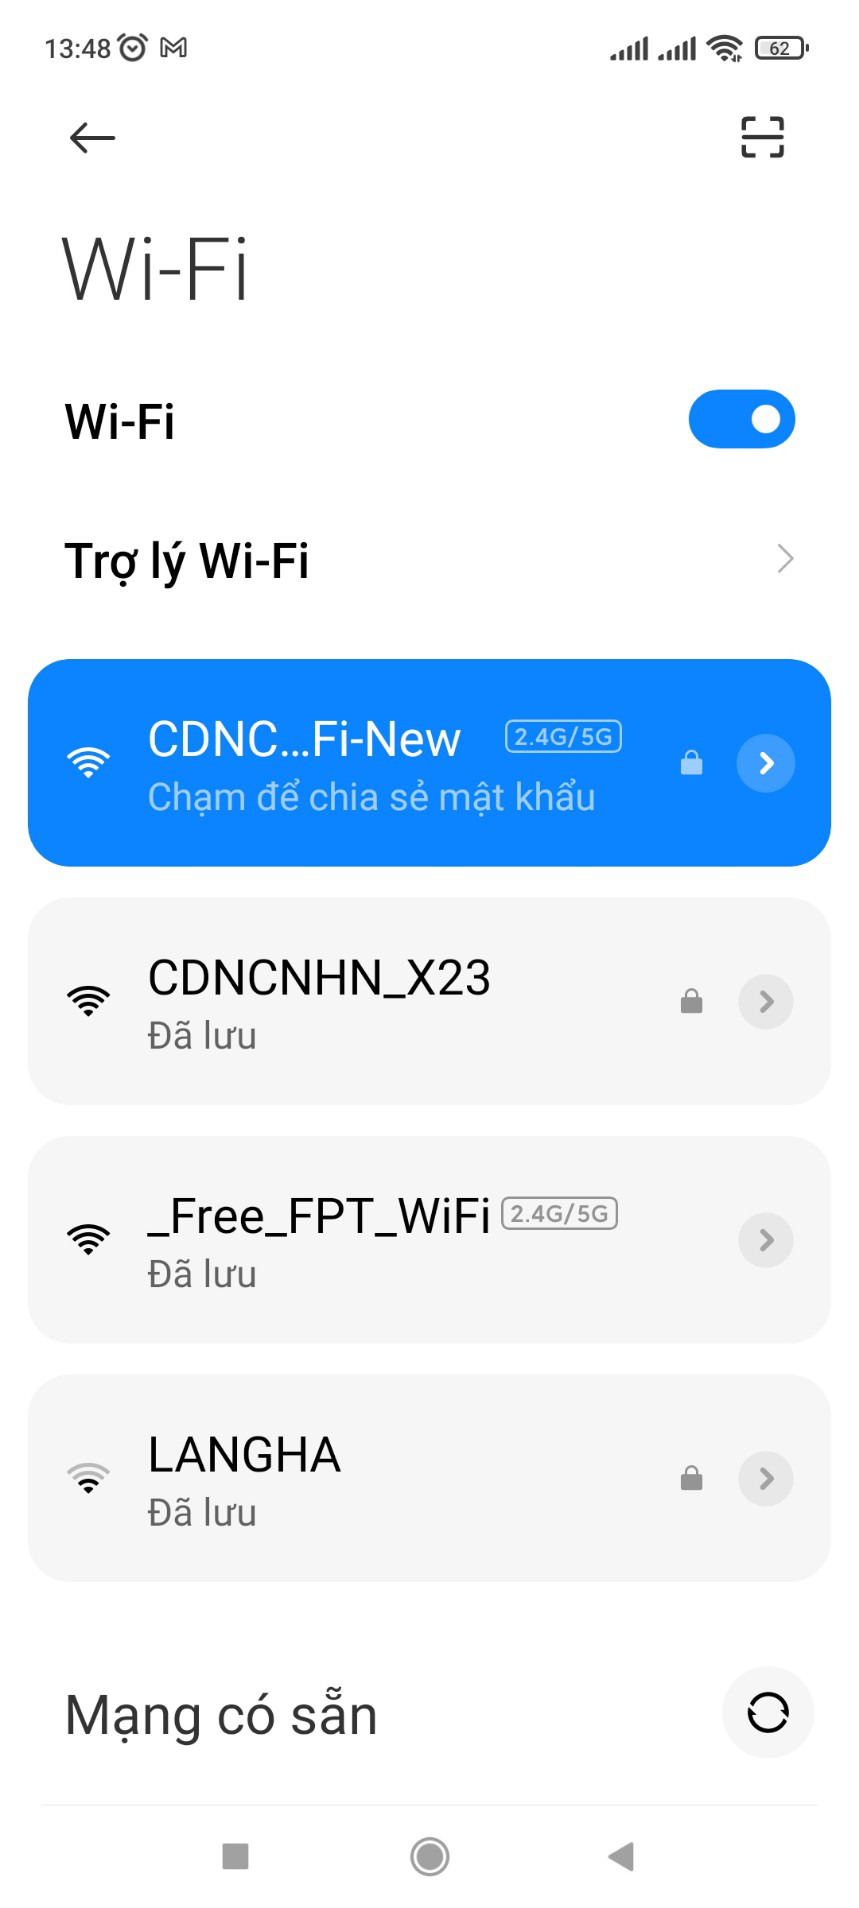 13:48
62
Wi-Fi
Wi-Fi
Trợ lý Wi-Fi
CDNC...Fi-New 2.4G/5G
Chạm để chia sẻ mật khẩu
CDNCNHN_X23
Đã lưu
_Free_FPT_WiFi 2.4G/5G
Đã lưu
LANGHA
Đã lưu
Mạng có sẵn